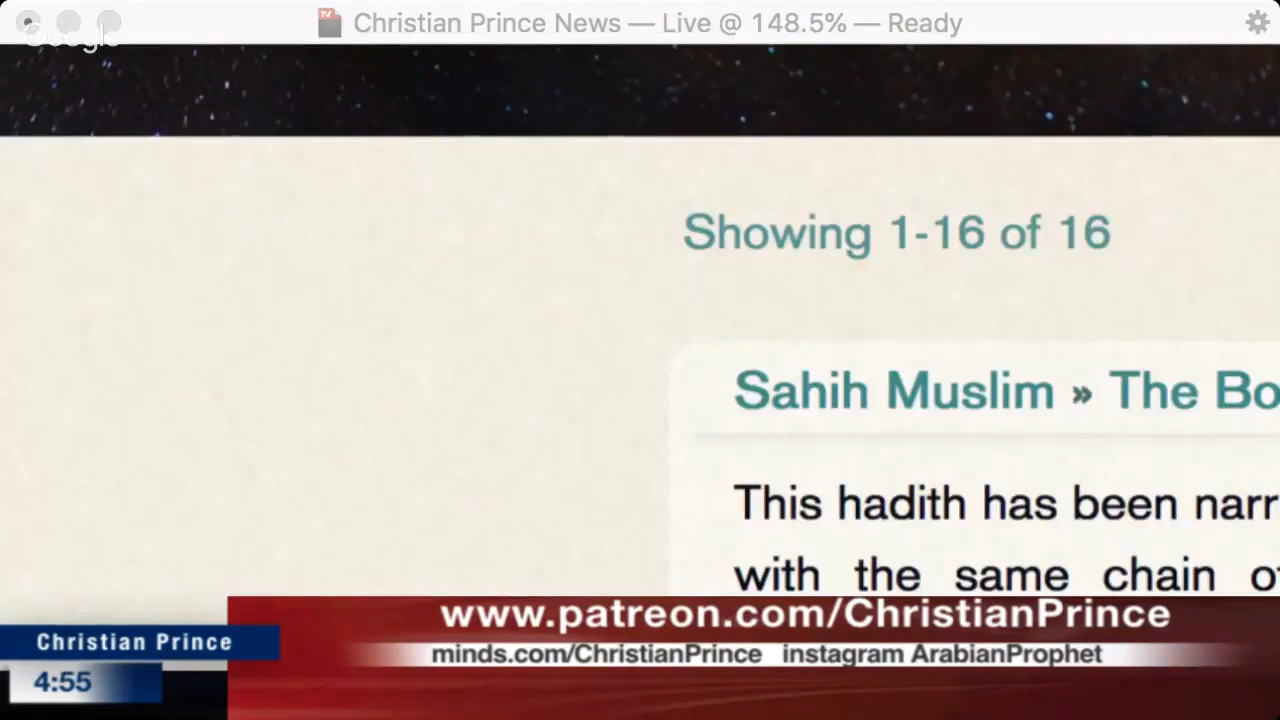 Christian Prince News — Live @ 148.5% — Ready
Google
Showing 1-16 of 16
Sahih Muslim » The Bo
This hadith has been narr
with the same chain of
www.patreon.com/ChristianPrince
Christian Prince
minds.com/ChristianPrince instagram ArabianProphet
4:55